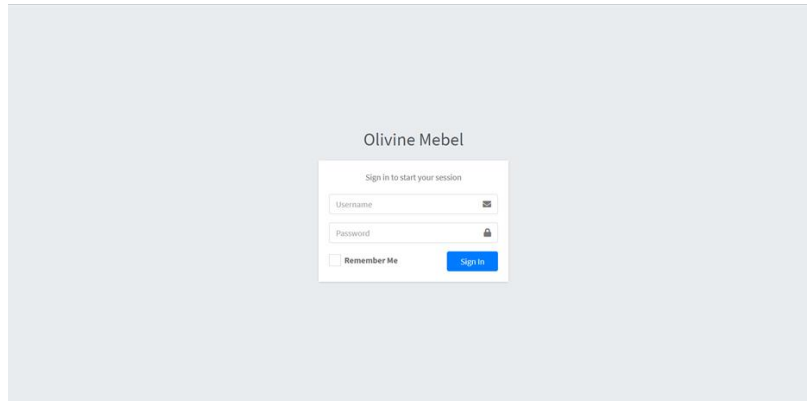 Olivine Mebel
Sign in to start your session
Username
Password
Remember Me
Sign In